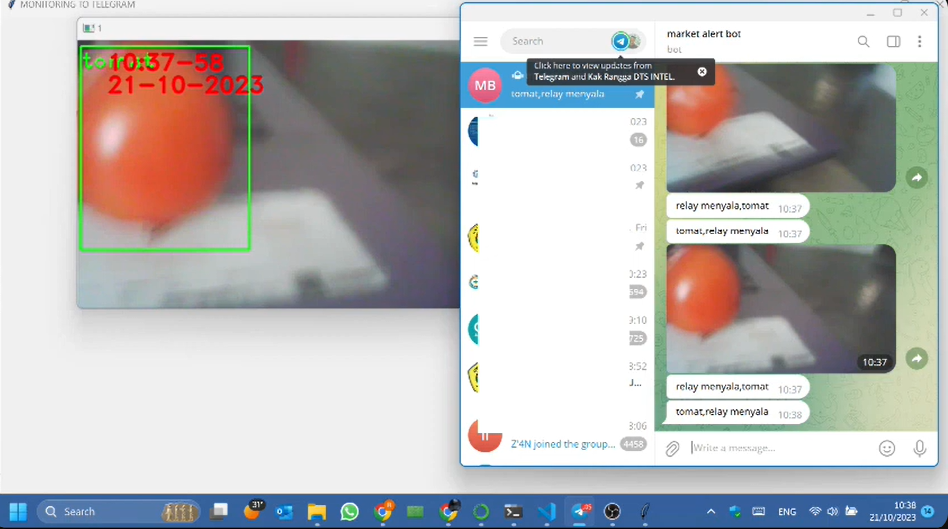 MONITORING TO TELEGRAM
1
tomat
10:37-58
21-10-2023
Search
market alert bot
bot
Click here to view updates from
Telegram and Kak Rangga DTS INTEL.
MB
tomat,relay menyala
023
16
023
. Fri
0:23
694
9:10
725
3:52
J...
3:06
Z'4N joined the group...
4458
relay menyala,tomat 10:37
tomat,relay menyala 10:37
10:37
relay menyala,tomat 10:37
tomat,relay menyala 10:38
Write a message...
Search
31°
ENG
10:38
21/10/2023
14